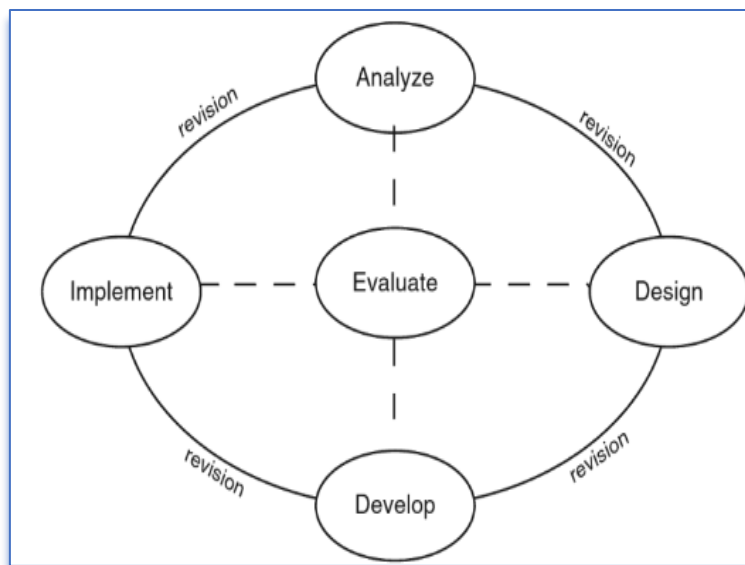 Analyze
revision
revision
Implement
Evaluate
Design
revision
revision
Develop